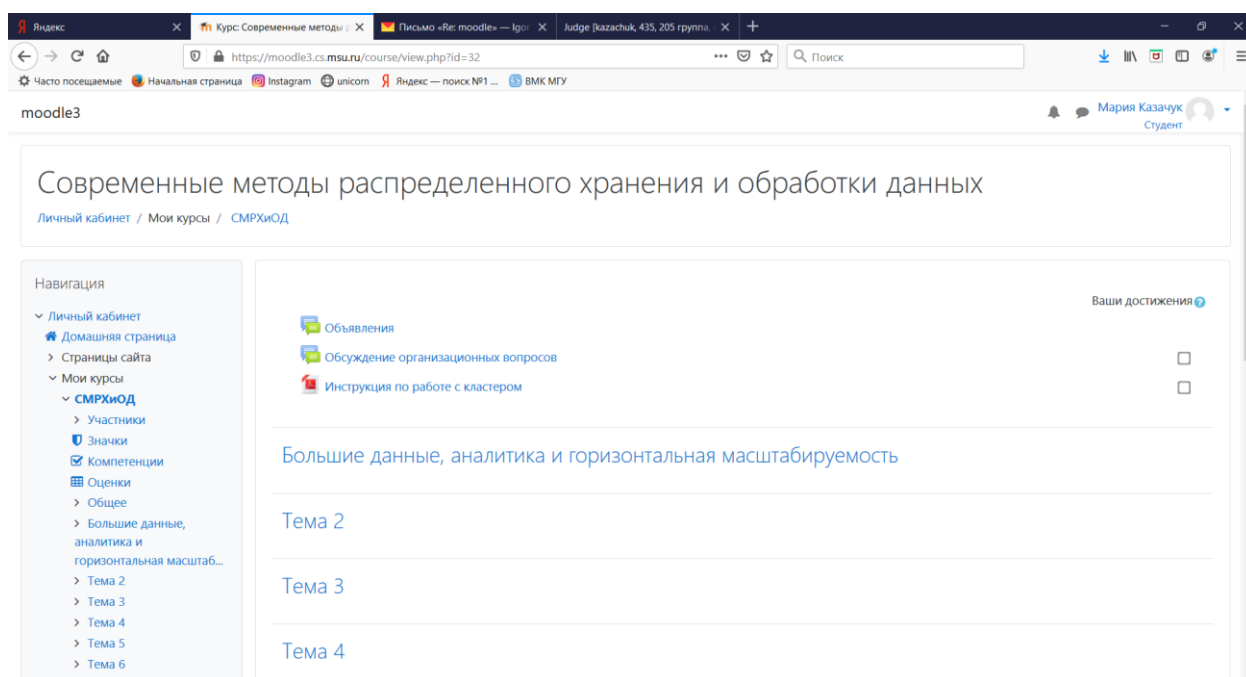 Яндекс
Курс: Современные методы р
Письмо «Re: moodle» — Igor
Judge [kazachuk, 435, 205 группа,
https://moodle3.cs.msu.ru/course/view.php?id=32
Поиск
Часто посещаемые
Начальная страница
Instagram
unicorn
Яндекс — поиск №1 ...
ВМК МГУ
moodle3
Мария Казачук
Студент
Современные методы распределенного хранения и обработки данных
Личный кабинет / Мои курсы / СМРХиОД
Навигация
Личный кабинет
Домашняя страница
Страницы сайта
Мои курсы
СМРХиОД
Участники
Значки
Компетенции
Оценки
Общее
Большие данные,
аналитика и
горизонтальная масштаб...
Тема 2
Тема 3
Тема 4
Тема 5
Тема 6
Ваши достижения
Объявления
Обсуждение организационных вопросов
Инструкция по работе с кластером
Большие данные, аналитика и горизонтальная масштабируемость
Тема 2
Тема 3
Тема 4